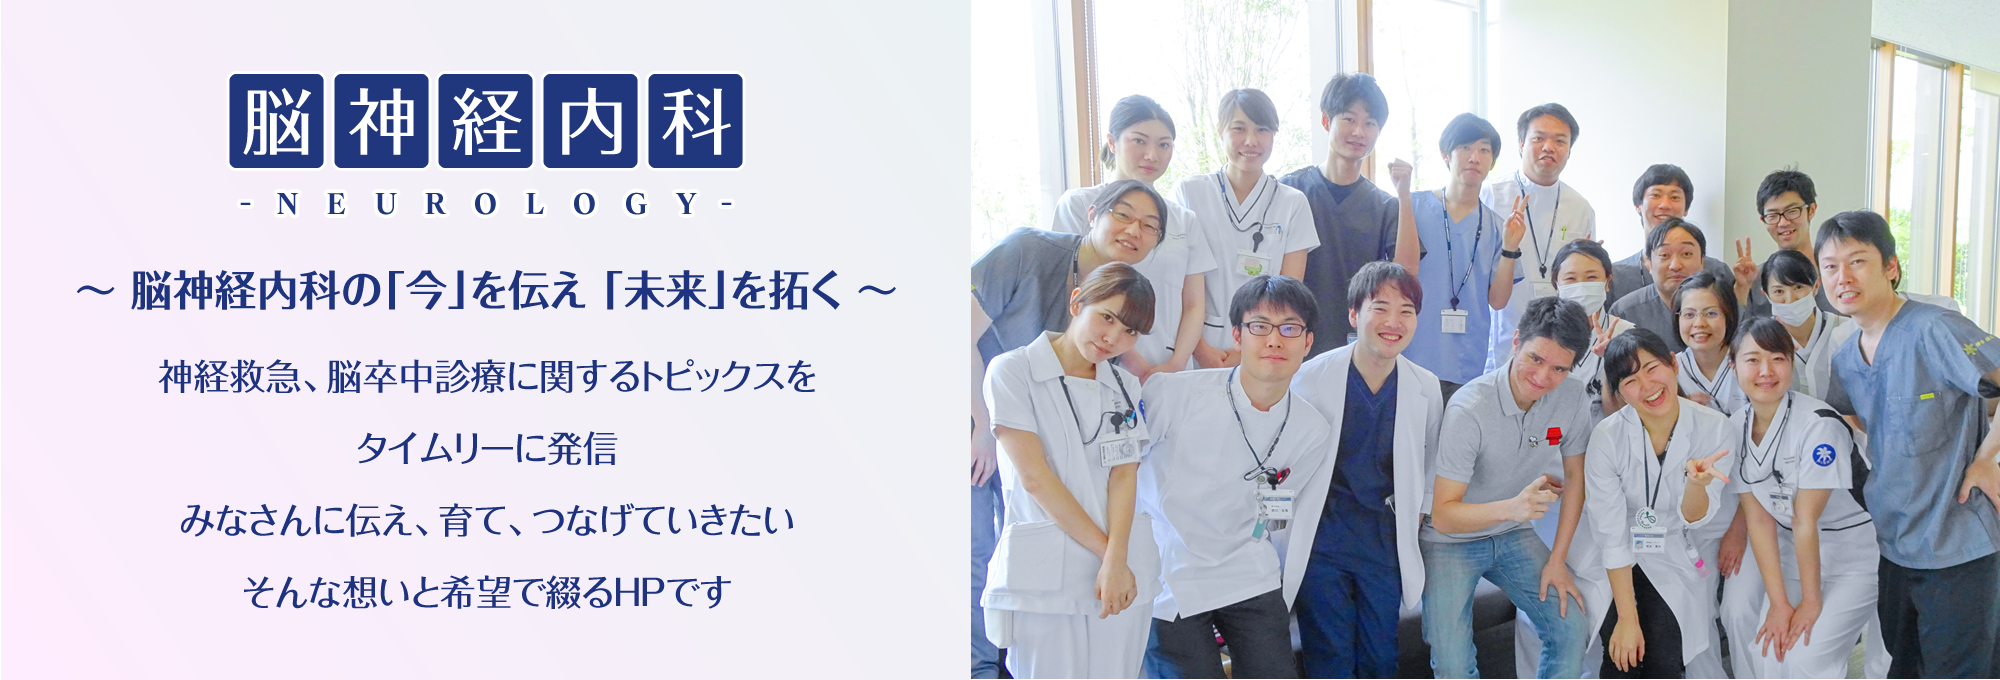 脳神経内科
- NEUROLOGY -
～ 脳神経内科の「今」を伝え 「未来」を拓く ～
神経救急、脳卒中診療に関するトピックスを
タイムリーに発信
みなさんに伝え、育て、つなげていきたい
そんな想いと希望で綴るHPです